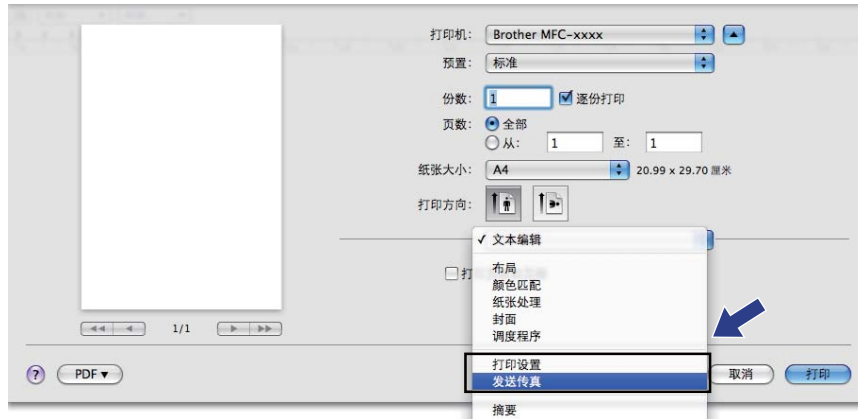 打印机: Brother MFC-xxxx
预置: 标准
份数: 1 逐份打印
页数: 全部
从: 1 至: 1
纸张大小: A4 20.99 x 29.70 厘米
打印方向:
✓ 文本编辑
打
布局
颜色匹配
纸张处理
封面
调度程序
1/1
打印设置
发送传真
摘要
? PDF▼ 取消 打印